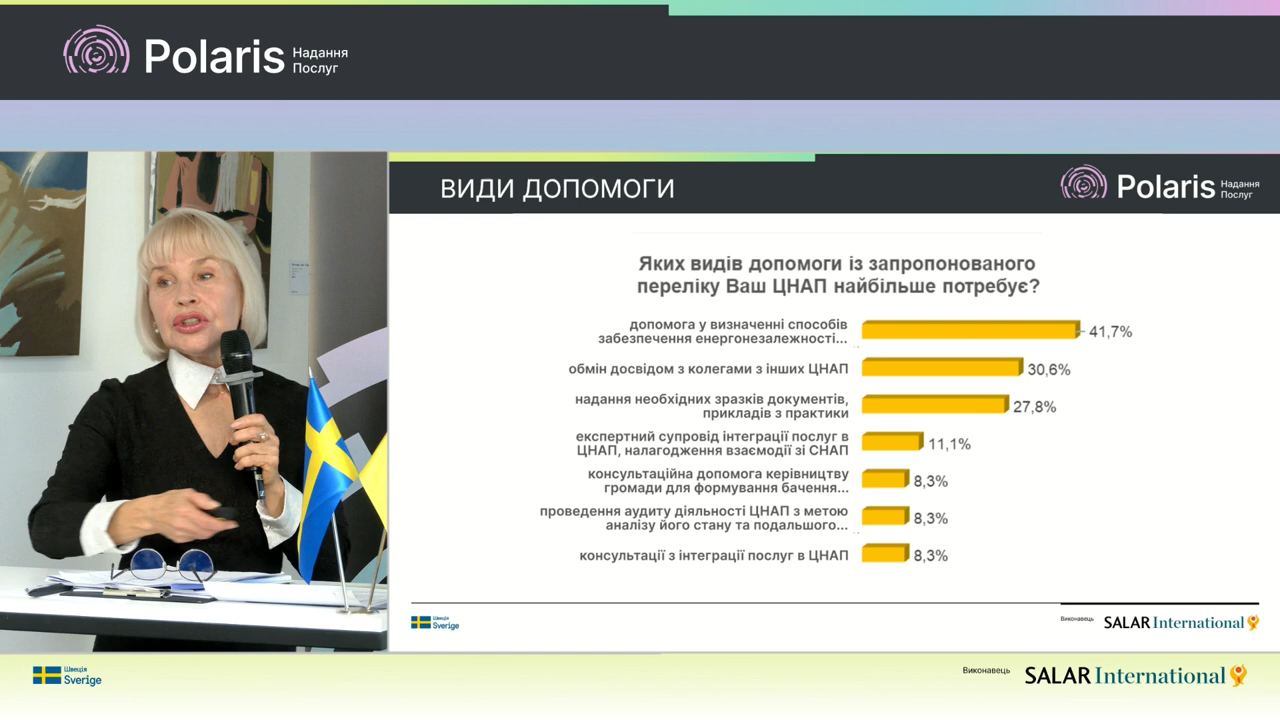 Polaris
Надання
Послуг
ВИДИ ДОПОМОГИ
Polaris
Надання
Послуг
Яких видів допомоги із запропонованого
переліку Ваш ЦНАП найбільше потребує?
допомога у визначенні способів
забезпечення енергонезалежності...
41,7%
обмін досвідом з колегами з інших ЦНАП
30,6%
надання необхідних зразків документів,
прикладів з практики
27,8%
експертний супровід інтеграції послуг в
ЦНАП, налагодження взаємодії зі СНАП
11,1%
консультаційна допомога керівництву
громади для формування бачення...
8,3%
проведення аудиту діяльності ЦНАП з метою
аналізу його стану та подальшого...
8,3%
консультації з інтеграції послуг в ЦНАП
8,3%
Швеція
Sverige
Виконавець
SALAR International
Швеція
Sverige
Виконавець
SALAR International